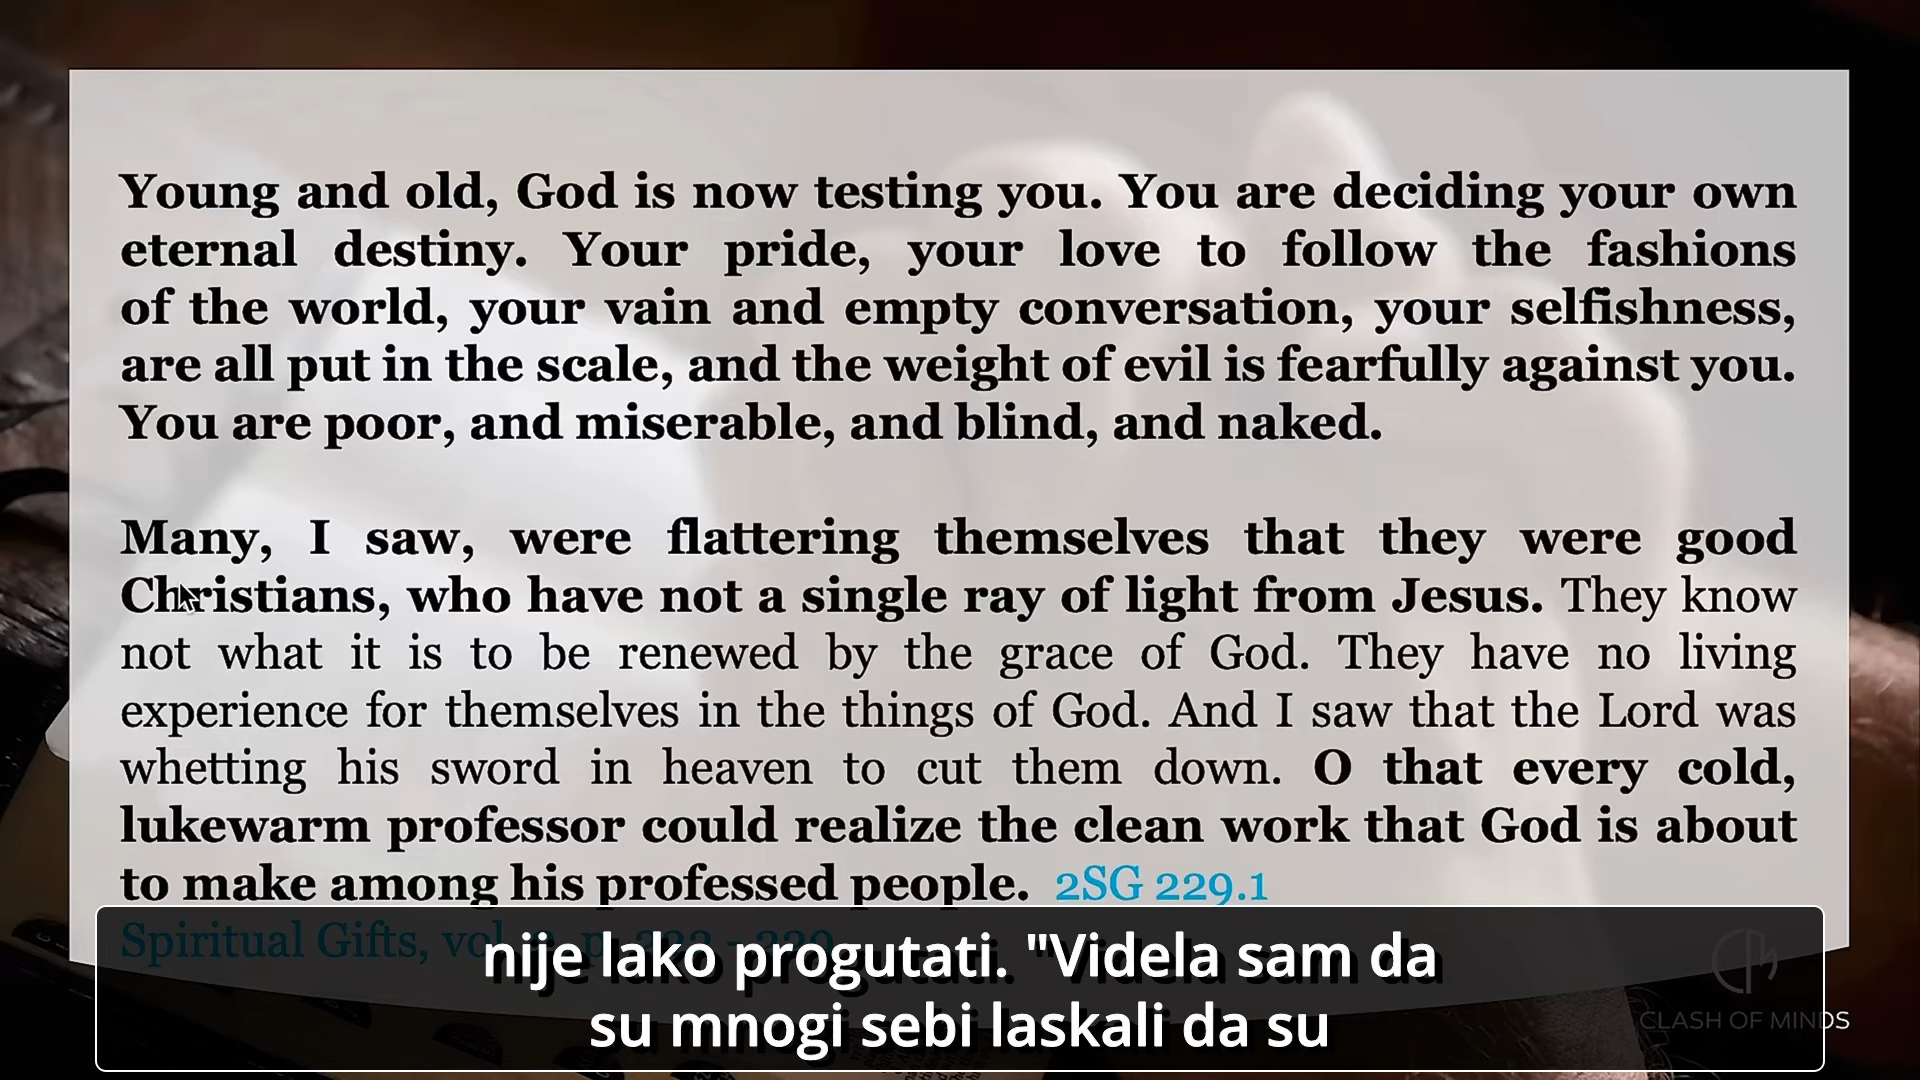 Young and old, God is now testing you. You are deciding your own
eternal destiny. Your pride, your love to follow the fashions
of the world, your vain and empty conversation, your selfishness,
are all put in the scale, and the weight of evil is fearfully against you.
You are poor, and miserable, and blind, and naked.
Many, I saw, were flattering themselves that they were good
Christians, who have not a single ray of light from Jesus. They know
not what it is to be renewed by the grace of God. They have no living
experience for themselves in the things of God. And I saw that the Lord was
whetting his sword in heaven to cut them down. O that every cold,
lukewarm professor could realize the clean work that God is about
to make among his professed people. 2SG 229.1
Spiritual Gifts,
nije lako progutati. "Videla sam da
su mnogi sebi laskali da su
CLASH OF MINDS